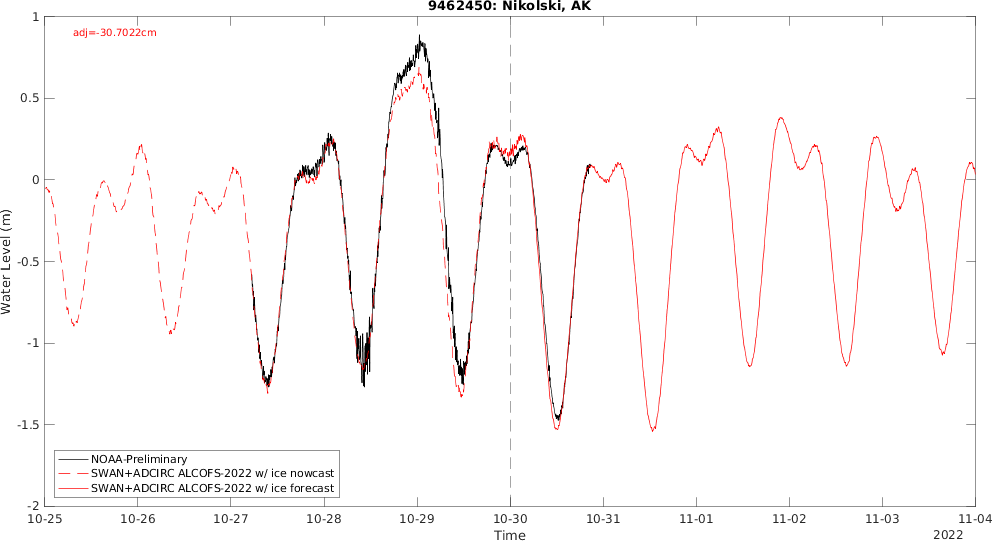 9462450: Nikolski, AK
adj=-30.7022cm
1
0.5
0
-0.5
-1
-1.5
-2
Water Level (m)
NOAA-Preliminary
SWAN+ADCIRC ALCOFS-2022 w/ ice nowcast
SWAN+ADCIRC ALCOFS-2022 w/ ice forecast
10-25 10-26 10-27 10-28 10-29 10-30 10-31 11-01 11-02 11-03 11-04
Time
2022